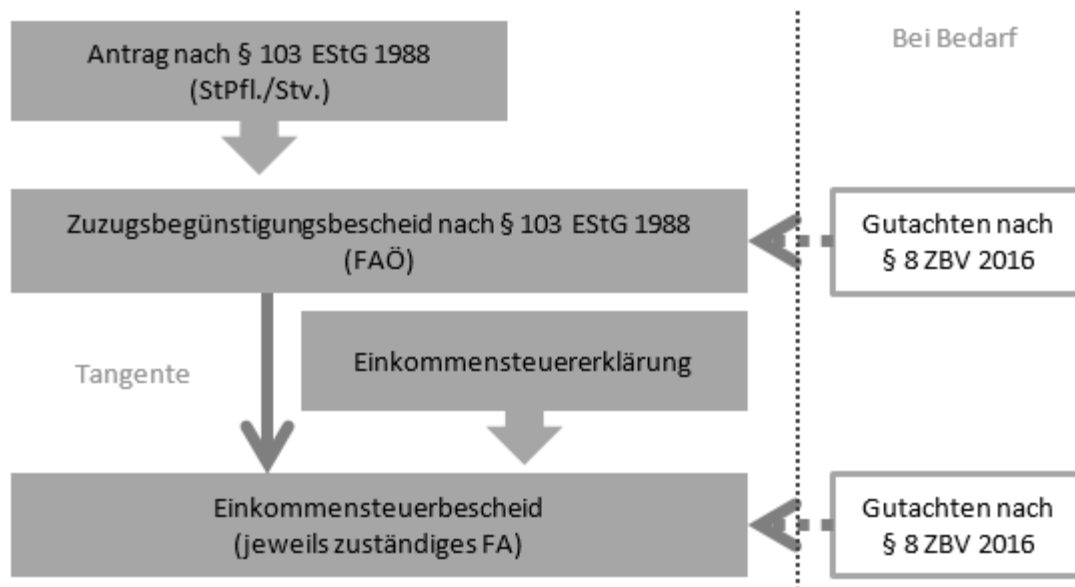 Antrag nach § 103 EStG 1988
(StPfl./Stv.)
Bei Bedarf
Zuzugsbegünstigungsbescheid nach § 103 EStG 1988
(FAÖ)
Gutachten nach
§ 8 ZBV 2016
Tangente
Einkommensteuererklärung
Einkommensteuerbescheid
(jeweils zuständiges FA)
Gutachten nach
§ 8 ZBV 2016